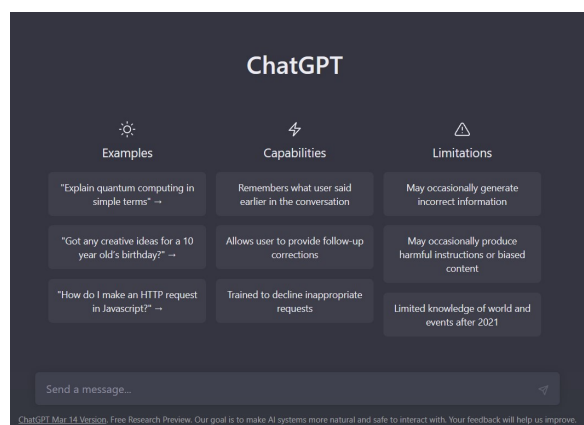 ChatGPT
Examples
"Explain quantum computing in
simple terms" →
"Got any creative ideas for a 10
year old's birthday?" →
"How do I make an HTTP request
in Javascript?" →
Capabilities
Remembers what user said
earlier in the conversation
Allows user to provide follow-up
corrections
Trained to decline inappropriate
requests
Limitations
May occasionally generate
incorrect information
May occasionally produce
harmful instructions or biased
content
Limited knowledge of world and
events after 2021
Send a message...
ChatGPT Mar 14 Version. Free Research Preview. Our goal is to make AI systems more natural and safe to interact with. Your feedback will help us improve.